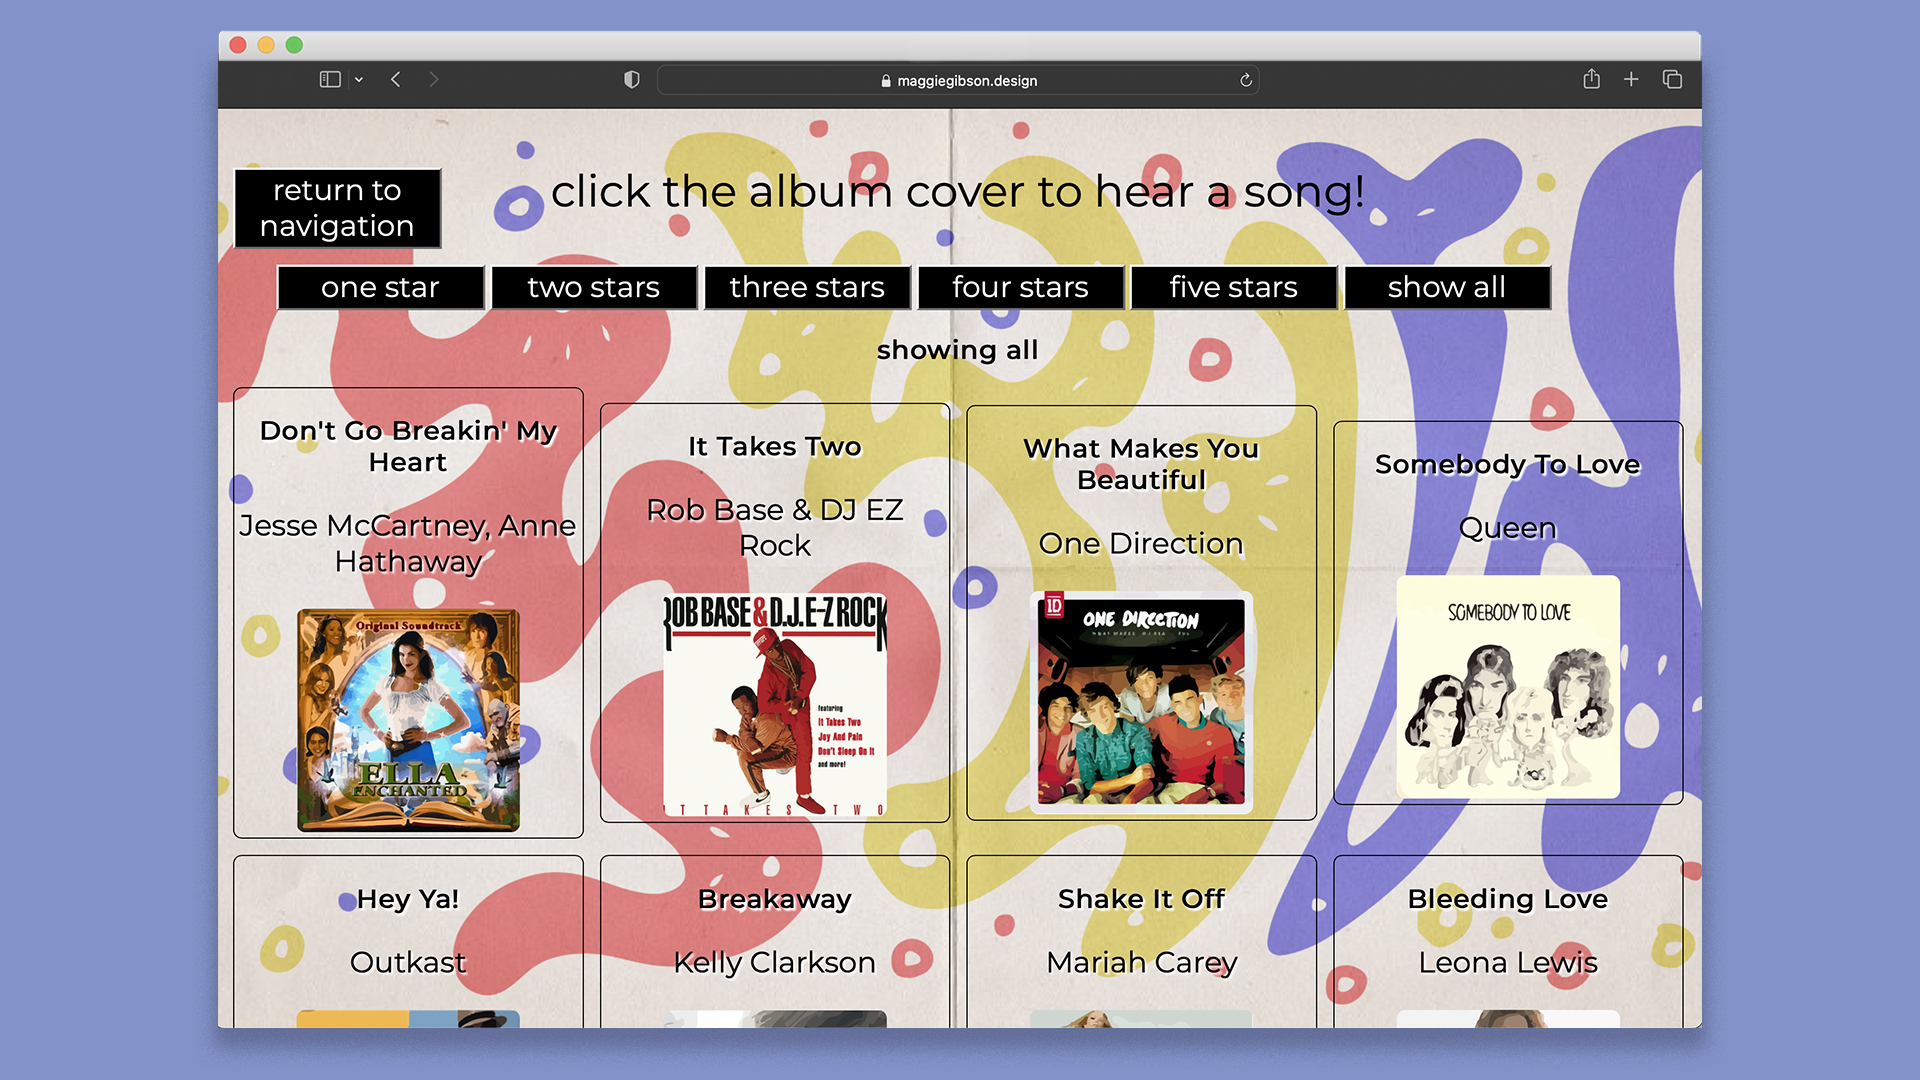 maggiegibson.design
return to
navigation
click the album cover to hear a song!
one star
two stars
three stars
four stars
five stars
show all
showing all
Don't Go Breakin' My
Heart
Jesse McCartney, Anne
Hathaway
Original Soundtrack
ELLA
ENCHANTED
It Takes Two
Rob Base & DJ EZ
Rock
ROB BASE & D.J. E-Z ROCK
featuring
It Takes Two
Joy And Pain
Don't Sleep On It
and more!
IT TAKES TWO
What Makes You
Beautiful
One Direction
1D
ONE DIRECTION
Somebody To Love
Queen
SOMEBODY TO LOVE
Hey Ya!
Outkast
Breakaway
Kelly Clarkson
Shake It Off
Mariah Carey
Bleeding Love
Leona Lewis